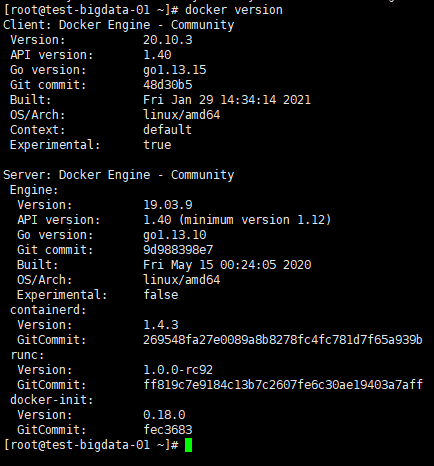 [root@test-bigdata-01 ~]# docker version
Client: Docker Engine - Community
Version: 20.10.3
API version: 1.40
Go version: go1.13.15
Git commit: 48d30b5
Built: Fri Jan 29 14:34:14 2021
OS/Arch: linux/amd64
Context: default
Experimental: true

Server: Docker Engine - Community
Engine:
Version: 19.03.9
API version: 1.40 (minimum version 1.12)
Go version: go1.13.10
Git commit: 9d988398e7
Built: Fri May 15 00:24:05 2020
OS/Arch: linux/amd64
Experimental: false
containerd:
Version: 1.4.3
GitCommit: 269548fa27e0089a8b8278fc4fc781d7f65a939b
runc:
Version: 1.0.0-rc92
GitCommit: ff819c7e9184c13b7c2607fe6c30ae19403a7aff
docker-init:
Version: 0.18.0
GitCommit: fec3683
[root@test-bigdata-01 ~]#